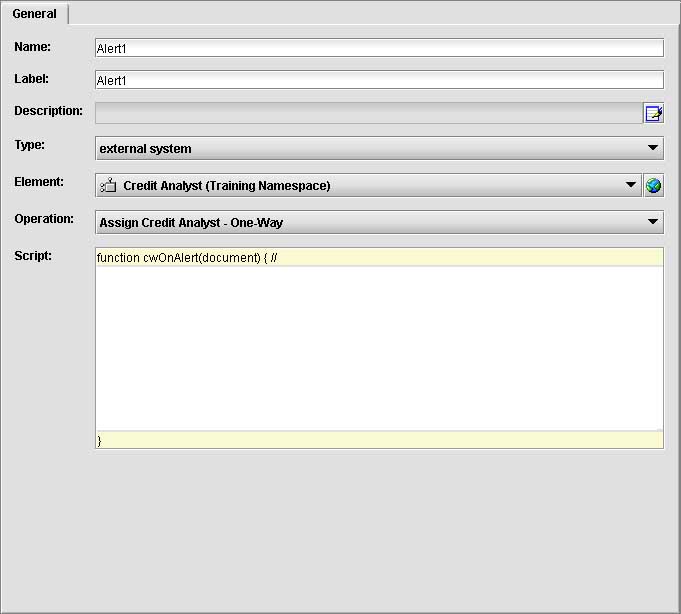 General
Name: Alert1
Label: Alert1
Description:
Type: external system
Element: Credit Analyst (Training Namespace)
Operation: Assign Credit Analyst - One-Way
Script: function cwOnAlert(document) { //
}